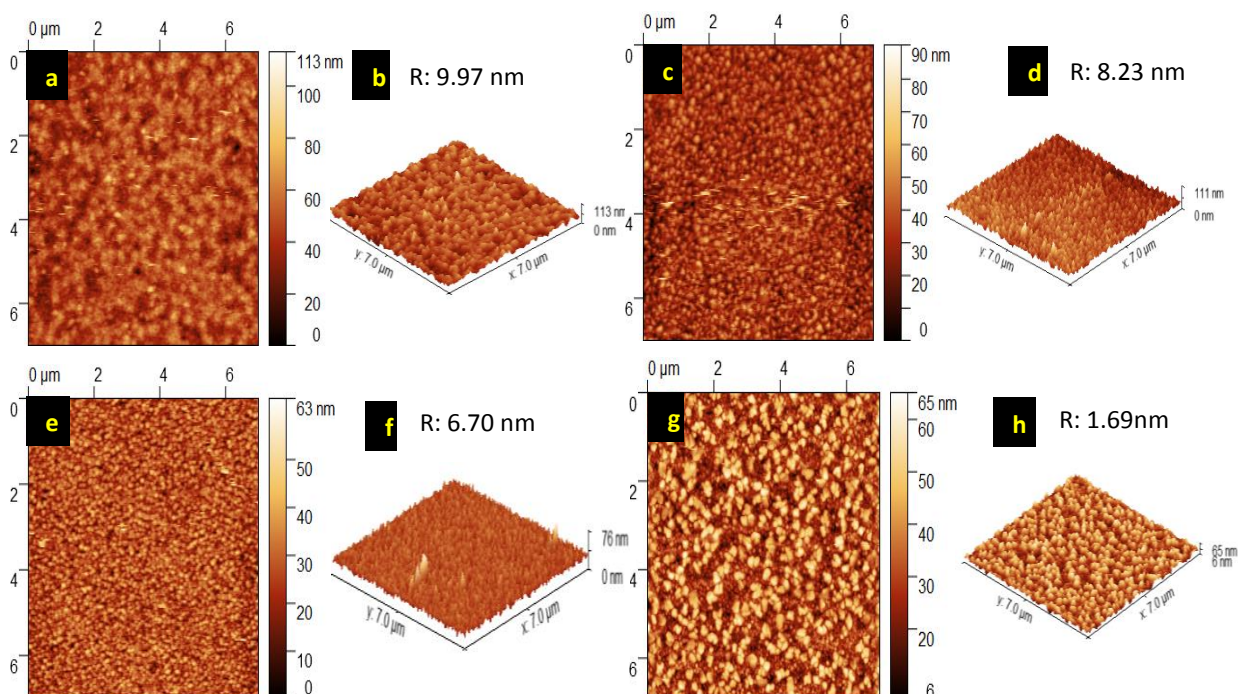 0 µm 2 4 6
0
2
4
6
a
113 nm
100
80
60
40
20
0
b
R: 9.97 nm
113 nm
0 nm
y: 7.0 µm
x: 7.0 µm
0 µm 2 4 6
0
2
4
6
c
90 nm
80
70
60
50
40
30
20
10
0
d
R: 8.23 nm
111 nm
0 nm
y: 7.0 µm
x: 7.0 µm
0 µm 2 4 6
0
2
4
6
e
63 nm
50
40
30
20
10
0
f
R: 6.70 nm
76 nm
0 nm
y: 7.0 µm
x: 7.0 µm
0 µm 2 4 6
0
2
4
6
g
65 nm
60
50
40
30
20
6
h
R: 1.69nm
65 nm
6 nm
y: 7.0 µm
x: 7.0 µm